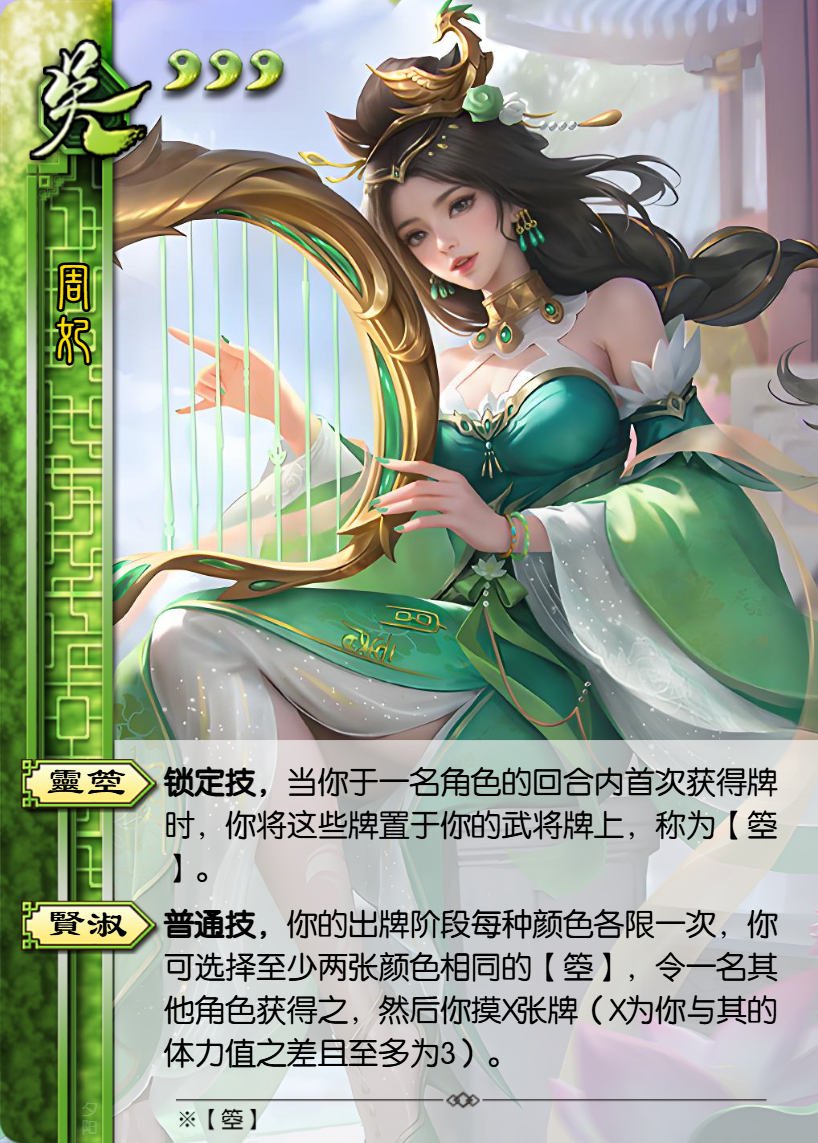 吴
周妃
靈箜
锁定技，当你于一名角色的回合内首次获得牌
时，你将这些牌置于你的武将牌上，称为【箜
】。
賢淑
普通技，你的出牌阶段每种颜色各限一次，你
可选择至少两张颜色相同的【箜】，令一名其
他角色获得之，然后你摸X张牌（X为你与其的
体力值之差且至多为3）。
※【箜】
夕阳